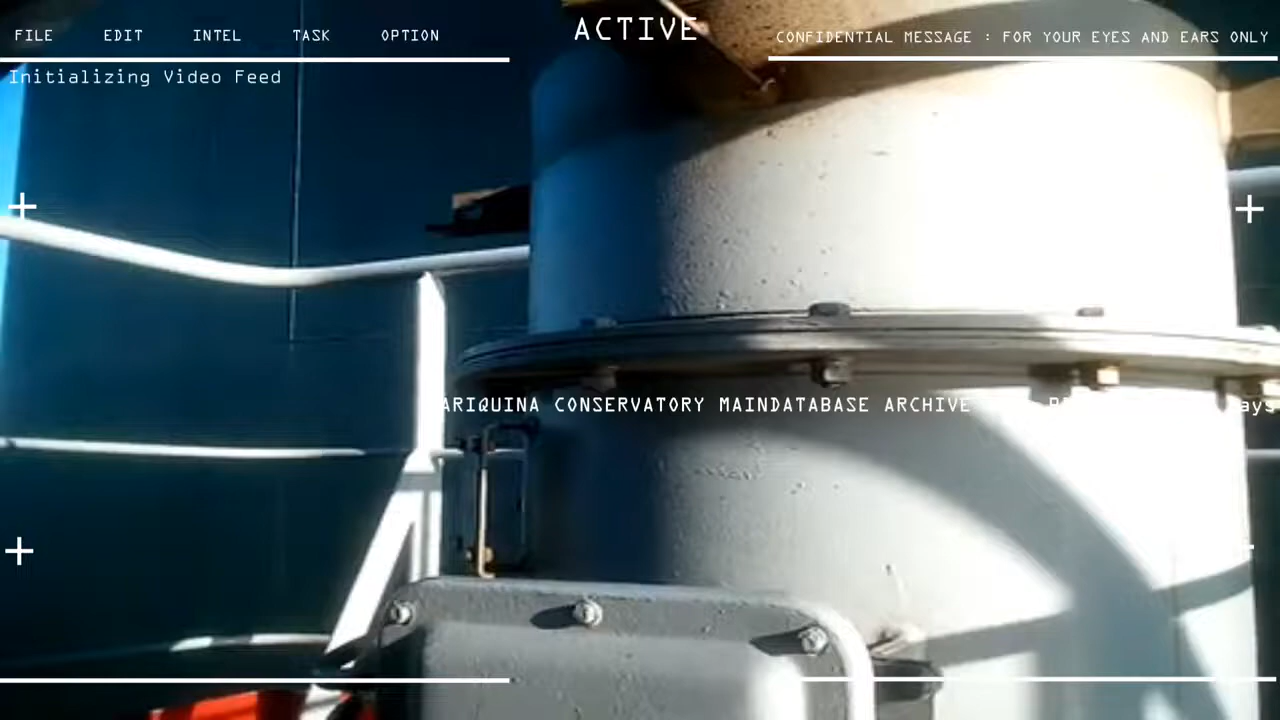 FILE EDIT INTEL TASK OPTION
ACTIVE
CONFIDENTIAL MESSAGE : FOR YOUR EYES AND EARS ONLY
Initializing Video Feed
ARIQUINA CONSERVATORY MAINDATABASE ARCHIVE